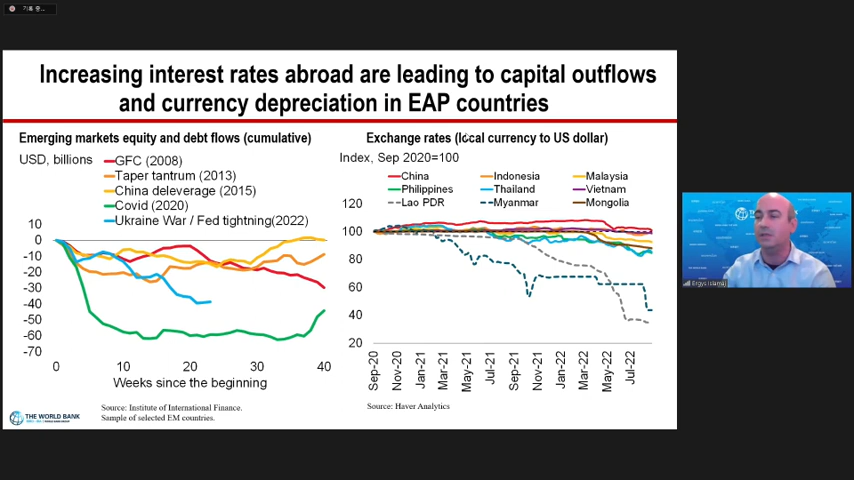 기록 중...
Increasing interest rates abroad are leading to capital outflows
and currency depreciation in EAP countries
Emerging markets equity and debt flows (cumulative)
USD, billions
GFC (2008)
Taper tantrum (2013)
China deleverage (2015)
Covid (2020)
Ukraine War / Fed tightning(2022)
10
0
-10
-20
-30
-40
-50
-60
-70
0 10 20 30 40
Weeks since the beginning
Source: Institute of International Finance.
Sample of selected EM countries.
THE WORLD BANK
Exchange rates (local currency to US dollar)
Index, Sep 2020=100
China Indonesia Malaysia
Philippines Thailand Vietnam
Lao PDR Myanmar Mongolia
120
100
80
60
40
20
Sep-20 Nov-20 Jan-21 Mar-21 May-21 Jul-21 Sep-21 Nov-21 Jan-22 Mar-22 May-22 Jul-22
Source: Haver Analytics